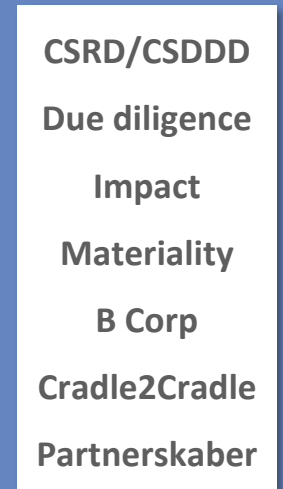 CSRD/CSDDD
Due diligence
Impact
Materiality
B Corp
Cradle2Cradle
Partnerskaber